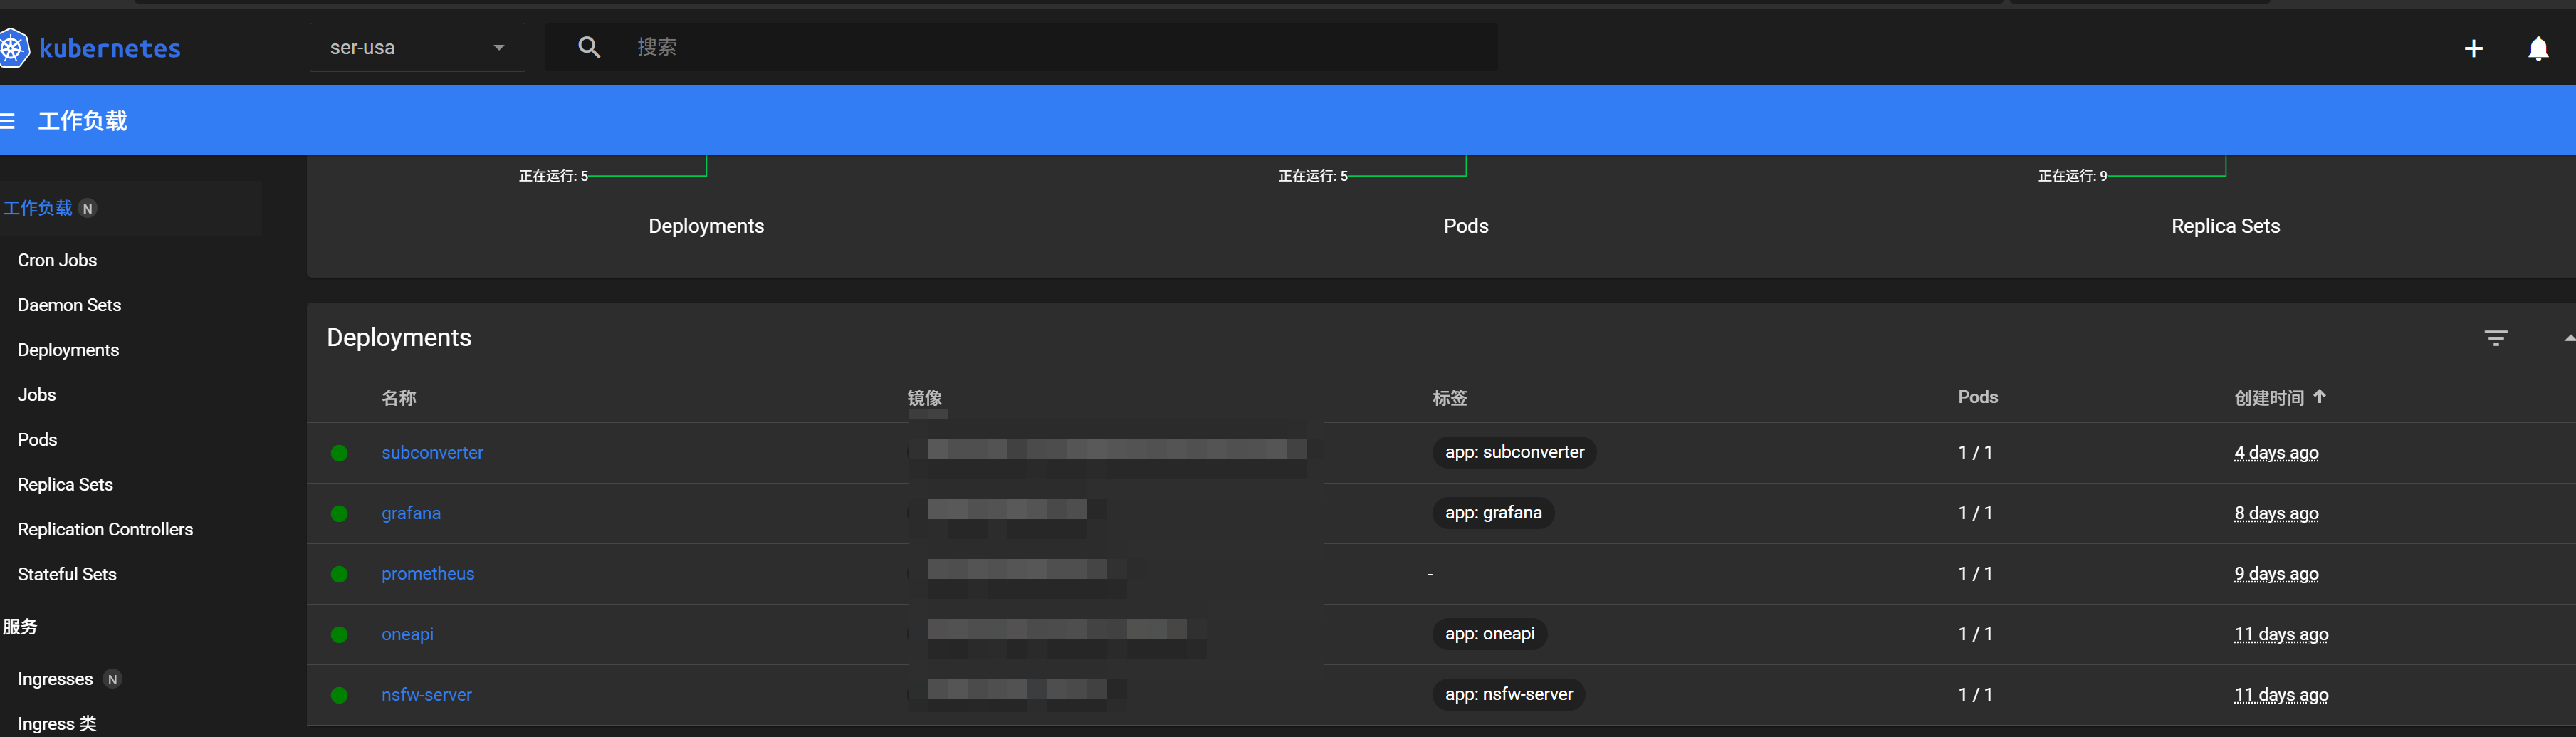 kubernetes
ser-usa
搜索
工作负载
工作负载 N
Cron Jobs
Daemon Sets
Deployments
Jobs
Pods
Replica Sets
Replication Controllers
Stateful Sets
服务
Ingresses N
Ingress 类
正在运行: 5
正在运行: 5
正在运行: 9
Deployments
Pods
Replica Sets
Deployments
名称 镜像 标签 Pods 创建时间
subconverter app: subconverter 1 / 1 4 days ago
grafana app: grafana 1 / 1 8 days ago
prometheus - 1 / 1 9 days ago
oneapi app: oneapi 1 / 1 11 days ago
nsfw-server app: nsfw-server 1 / 1 11 days ago